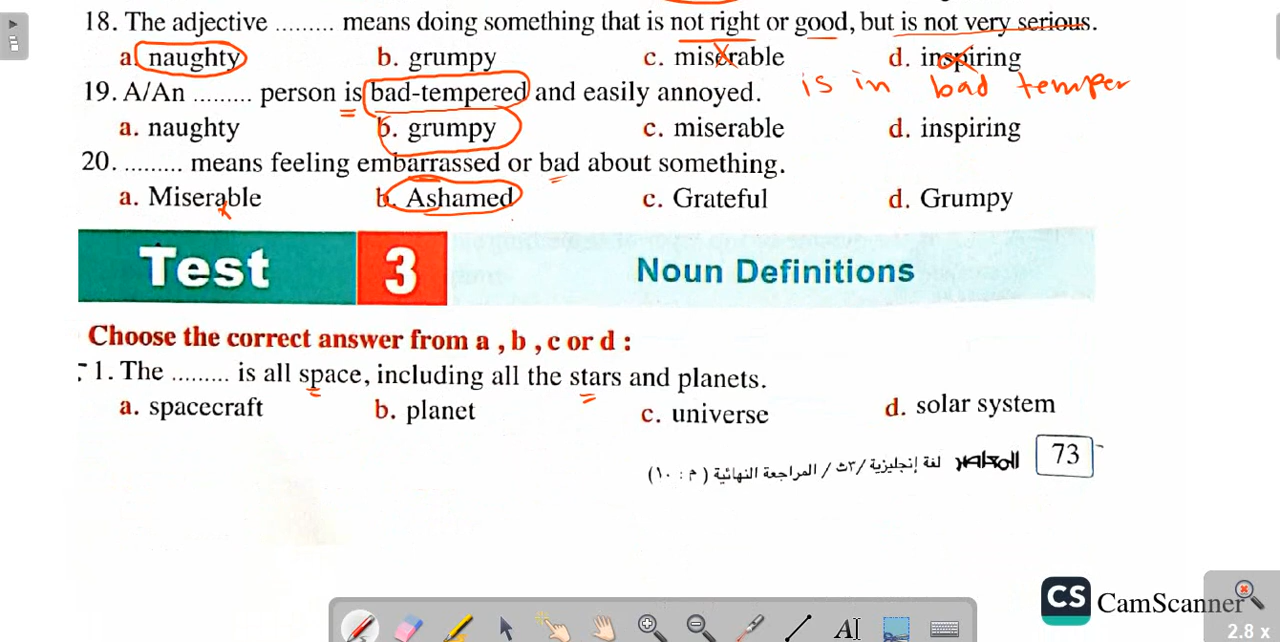 18. The adjective ......... means doing something that is not right or good, but is not very serious.
a. naughty b. grumpy c. miserable d. inspiring
19. A/An ......... person is bad-tempered and easily annoyed. is in bad temper
a. naughty b. grumpy c. miserable d. inspiring
20. ......... means feeling embarrassed or bad about something.
a. Miserable b. Ashamed c. Grateful d. Grumpy
Test 3 Noun Definitions
Choose the correct answer from a , b , c or d :
1. The ......... is all space, including all the stars and planets.
a. spacecraft b. planet c. universe d. solar system
المعاصر لغة إنجليزية /٣ث / المراجعة النهائية (م : ١٠) 73
CS CamScanner
2.8 x